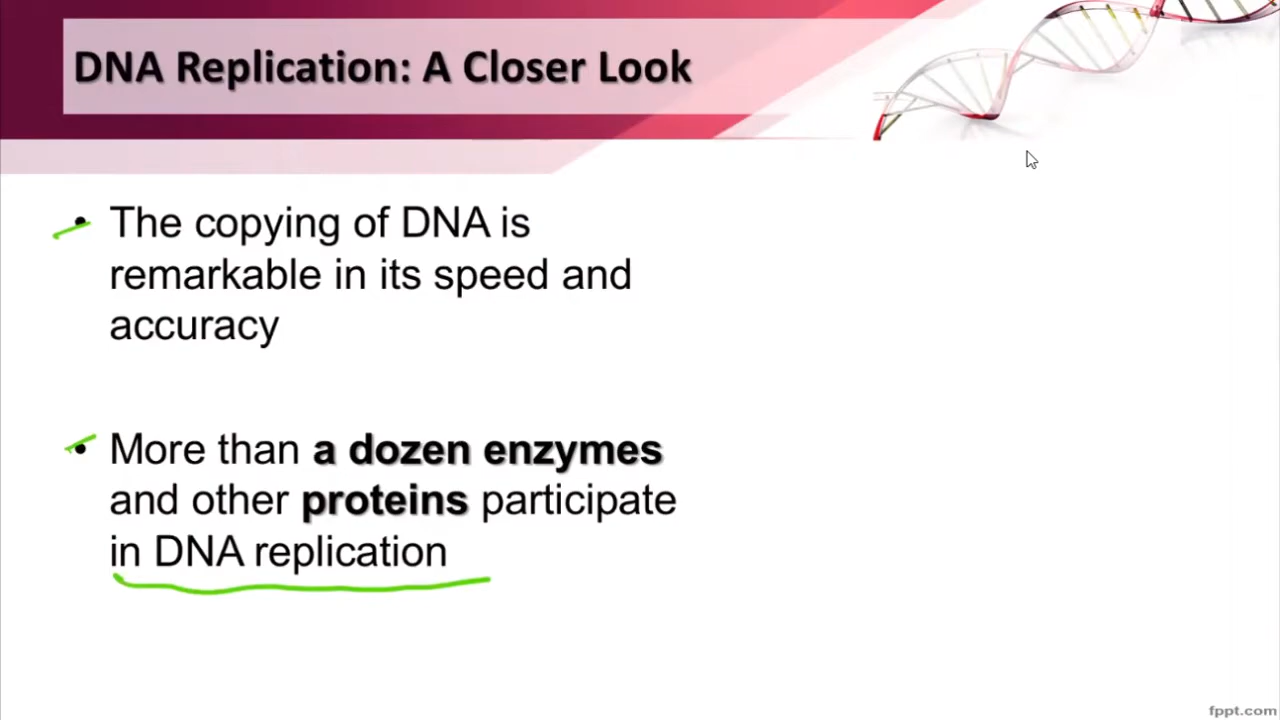 DNA Replication: A Closer Look
• The copying of DNA is
remarkable in its speed and
accuracy
• More than a dozen enzymes
and other proteins participate
in DNA replication
fppt.com